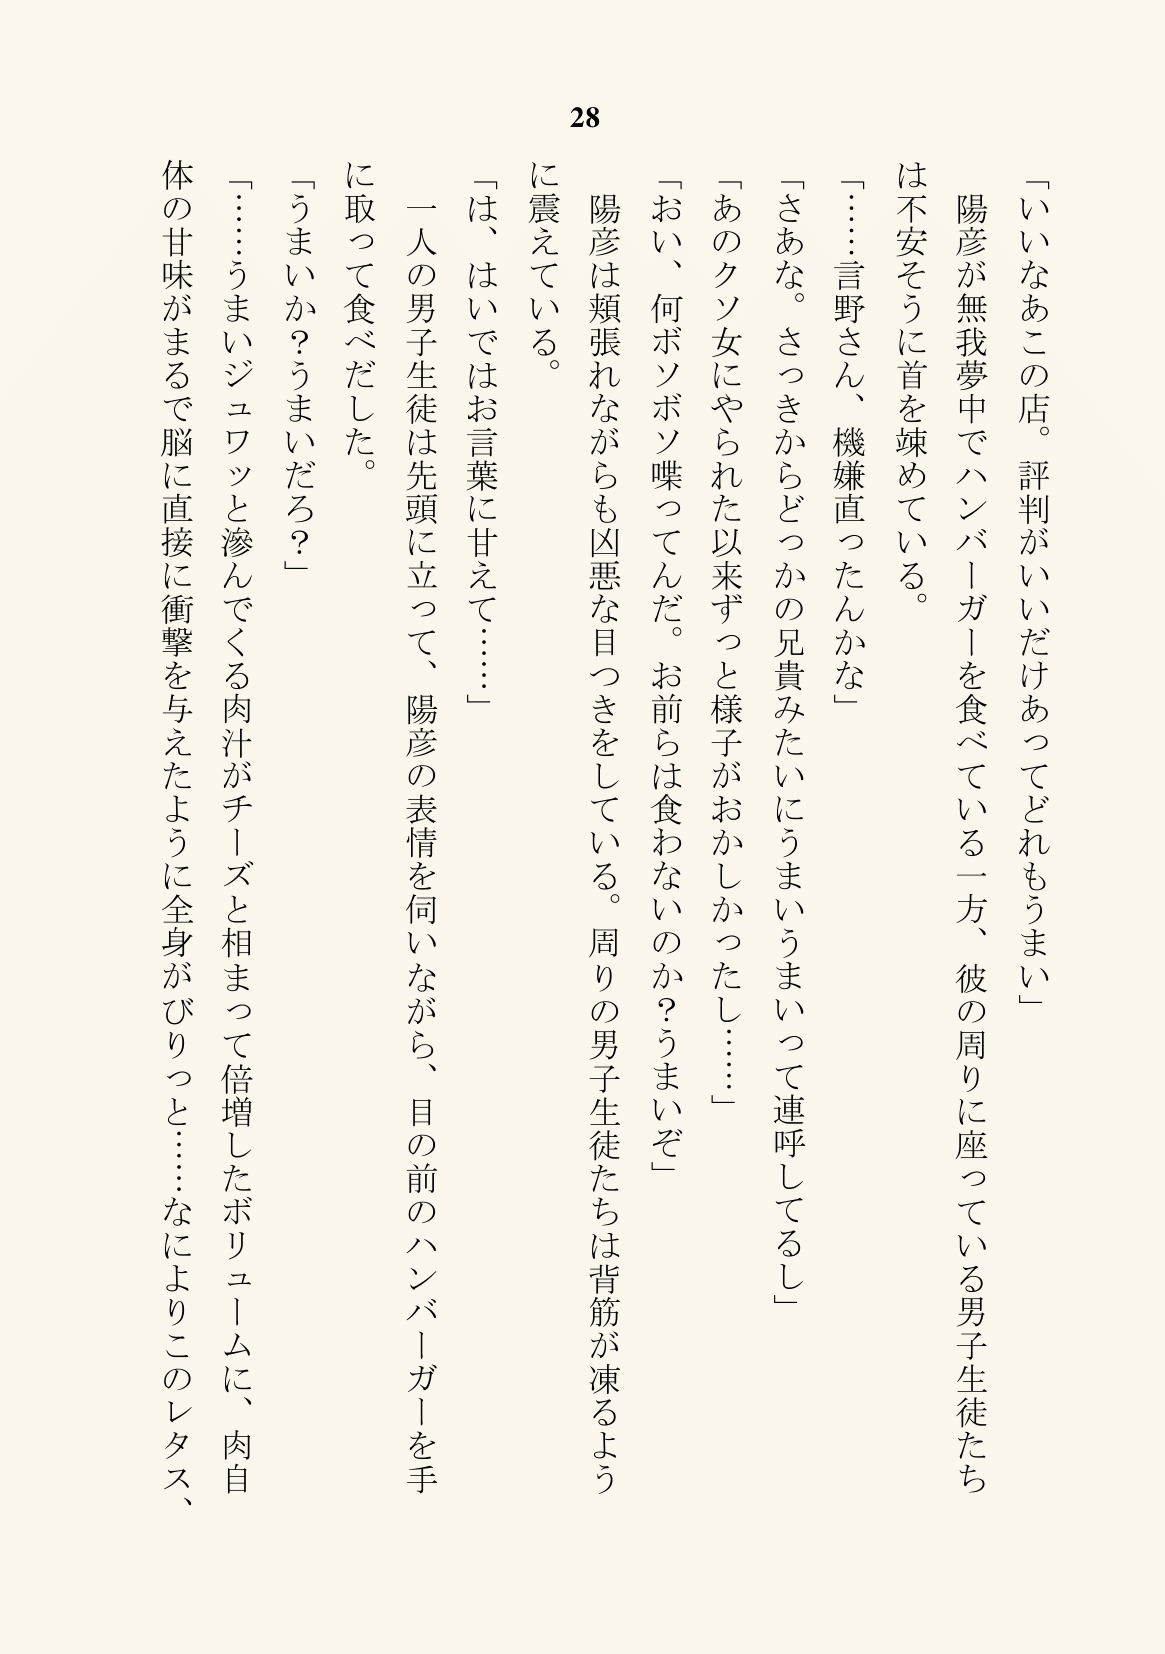 28
「いいなあこの店。評判がいいだけあってどれもうまい」
　陽彦が無我夢中でハンバーガーを食べている一方、彼の周りに座っている男子生徒たち
は不安そうに首を竦めている。
「……言野さん、機嫌直ったんかな」
「さあな。さっきからどっかの兄貴みたいにうまいうまいって連呼してるし」
「あのクソ女にやられた以来ずっと様子がおかしかったし……」
「おい、何ボソボソ喋ってんだ。お前らは食わないのか？うまいぞ」
　陽彦は頬張れながらも凶悪な目つきをしている。周りの男子生徒たちは背筋が凍るよう
に震えている。
「は、はいではお言葉に甘えて……」
　一人の男子生徒は先頭に立って、陽彦の表情を伺いながら、目の前のハンバーガーを手
に取って食べだした。
「うまいか？うまいだろ？」
「……うまいジュワッと滲んでくる肉汁がチーズと相まって倍増したボリュームに、肉自
体の甘味がまるで脳に直接に衝撃を与えたように全身がびりっと……なによりこのレタス、